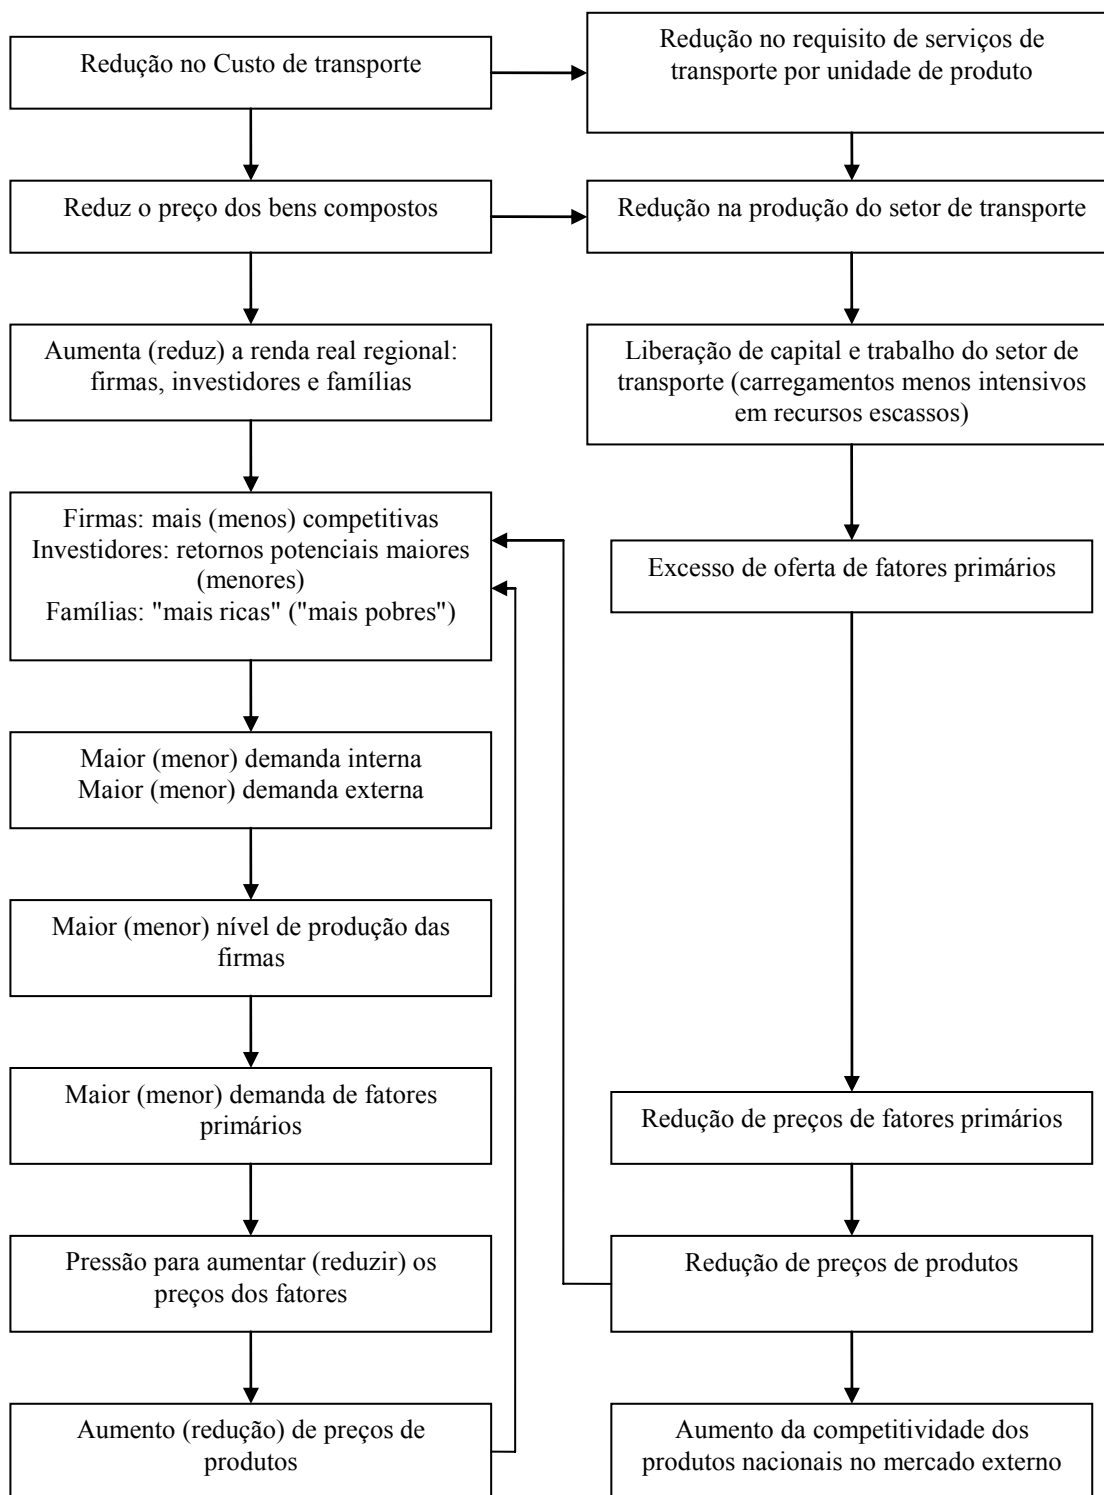 Redução no Custo de transporte
Redução no requisito de serviços de
transporte por unidade de produto
Reduz o preço dos bens compostos
Redução na produção do setor de transporte
Aumenta (reduz) a renda real regional:
firmas, investidores e famílias
Liberação de capital e trabalho do setor de
transporte (carregamentos menos intensivos
em recursos escassos)
Firmas: mais (menos) competitivas
Investidores: retornos potenciais maiores
(menores)
Famílias: "mais ricas" ("mais pobres")
Excesso de oferta de fatores primários
Maior (menor) demanda interna
Maior (menor) demanda externa
Maior (menor) nível de produção das
firmas
Maior (menor) demanda de fatores
primários
Redução de preços de fatores primários
Pressão para aumentar (reduzir) os
preços dos fatores
Redução de preços de produtos
Aumento (redução) de preços de
produtos
Aumento da competitividade dos
produtos nacionais no mercado externo